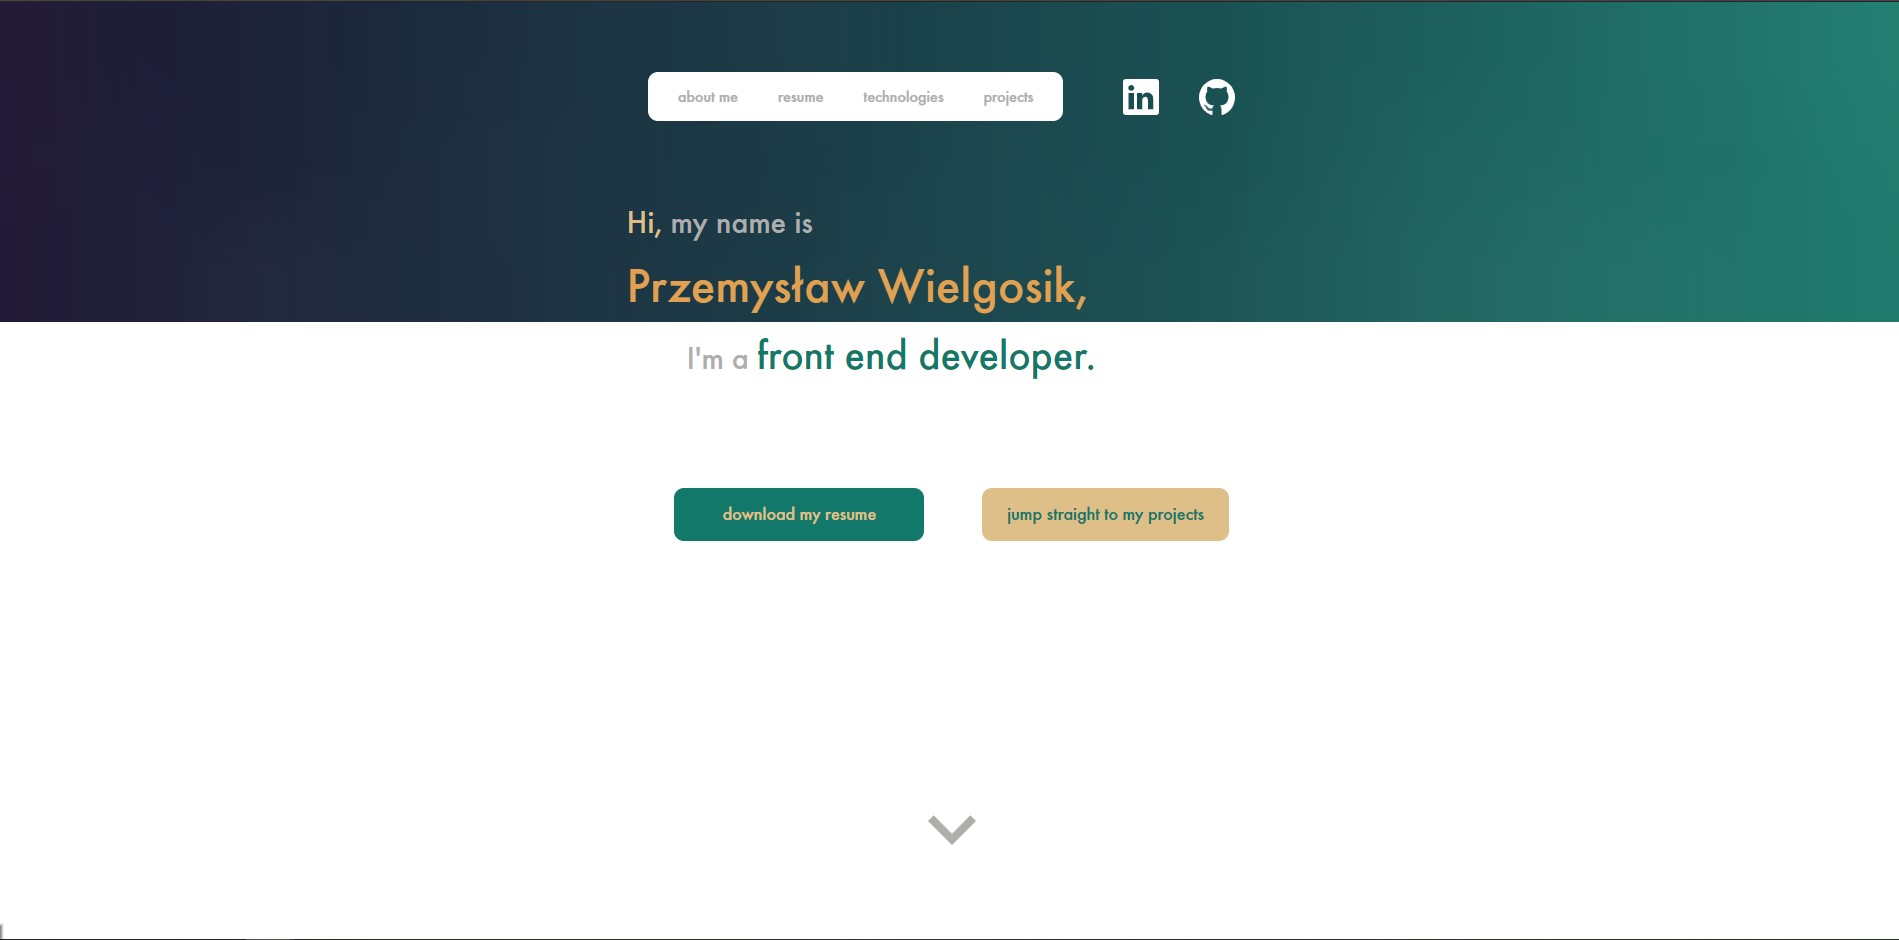 about me resume technologies projects in
Hi, my name is
Przemysław Wielgosik,
I'm a front end developer.
download my resume jump straight to my projects